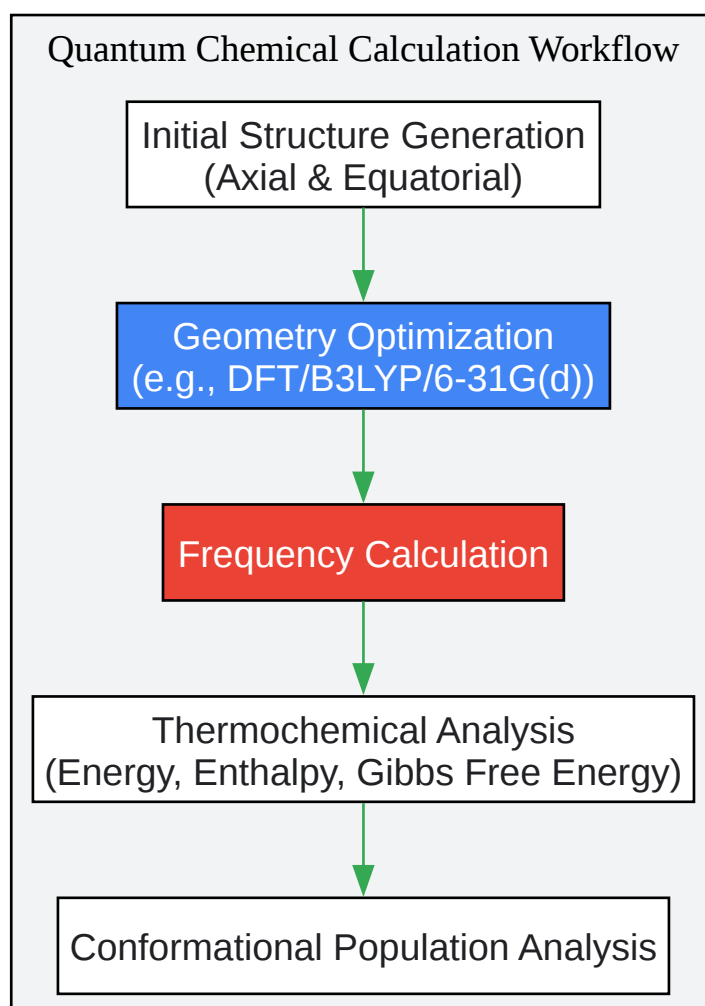 Quantum Chemical Calculation Workflow
Initial Structure Generation
(Axial & Equatorial)
Geometry Optimization
(e.g., DFT/B3LYP/6-31G(d))
Frequency Calculation
Thermochemical Analysis
(Energy, Enthalpy, Gibbs Free Energy)
Conformational Population Analysis